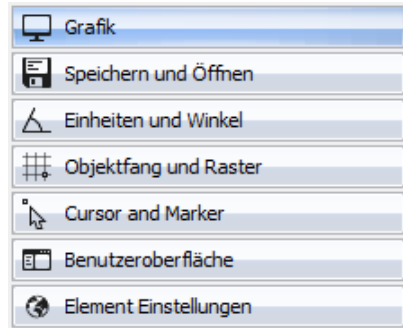 Grafik
Speichern und Öffnen
Einheiten und Winkel
Objektfang und Raster
Cursor and Marker
Benutzeroberfläche
Element Einstellungen